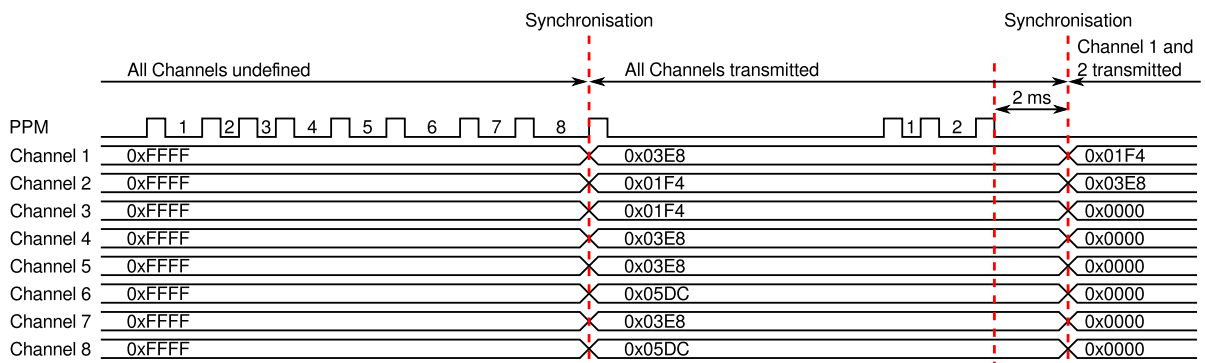 Synchronisation Synchronisation
All Channels undefined All Channels transmitted Channel 1 and
2 transmitted
2 ms
PPM 1 2 3 4 5 6 7 8 1 2
Channel 1 0xFFFF 0x03E8 0x01F4
Channel 2 0xFFFF 0x01F4 0x03E8
Channel 3 0xFFFF 0x01F4 0x0000
Channel 4 0xFFFF 0x03E8 0x0000
Channel 5 0xFFFF 0x03E8 0x0000
Channel 6 0xFFFF 0x05DC 0x0000
Channel 7 0xFFFF 0x03E8 0x0000
Channel 8 0xFFFF 0x05DC 0x0000